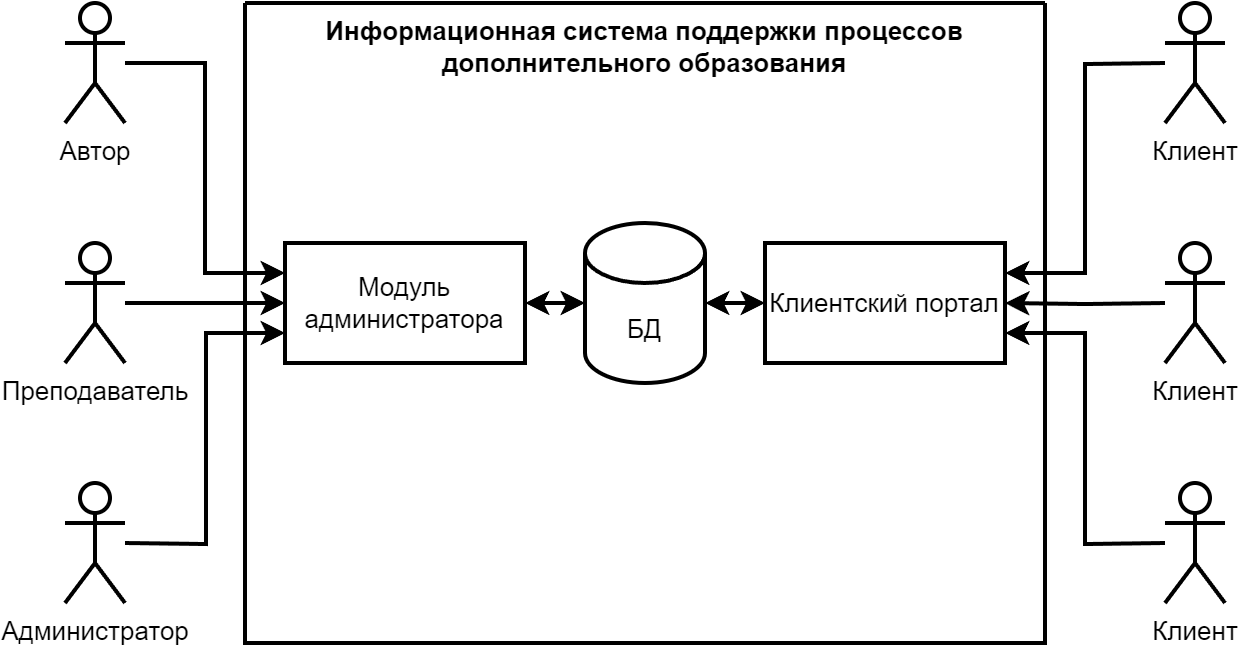 Информационная система поддержки процессов
дополнительного образования
Автор
Клиент
Модуль
администратора
БД
Клиентский портал
Преподаватель
Клиент
Администратор
Клиент